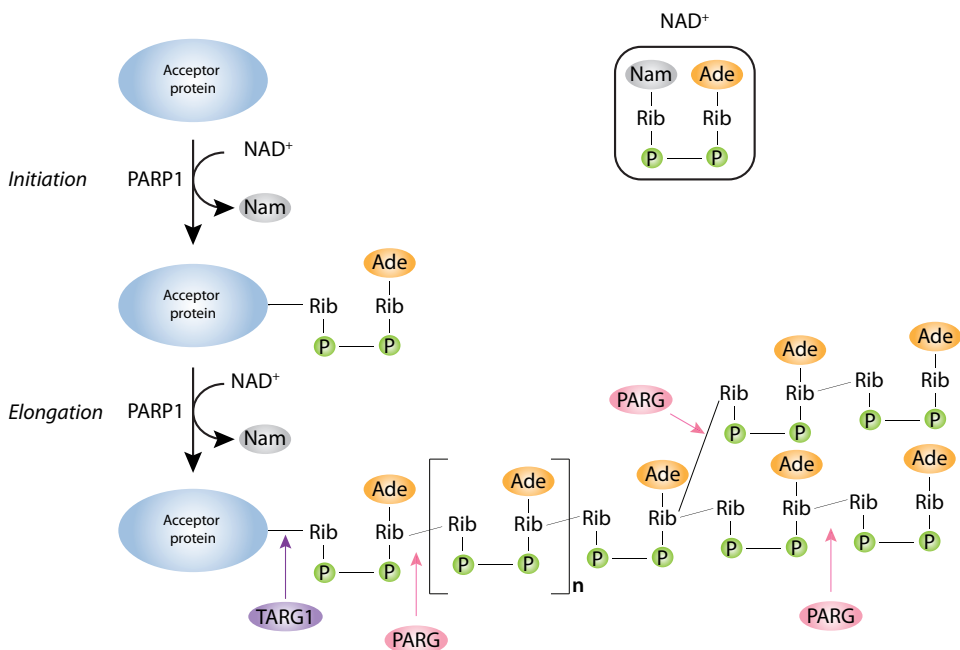 NAD⁺
Acceptor
protein
Nam Ade
Rib Rib
P P
Initiation PARP1 NAD⁺
Nam
Acceptor
protein
Ade
Rib Rib
P P
Elongation PARP1 NAD⁺
Nam
PARG
Ade Ade
Rib Rib Rib Rib
P P P P
Acceptor
protein
Ade Ade Ade Ade Ade
Rib Rib Rib Rib Rib Rib Rib Rib Rib Rib
P P P P P P P P P P
n
TARG1 PARG PARG